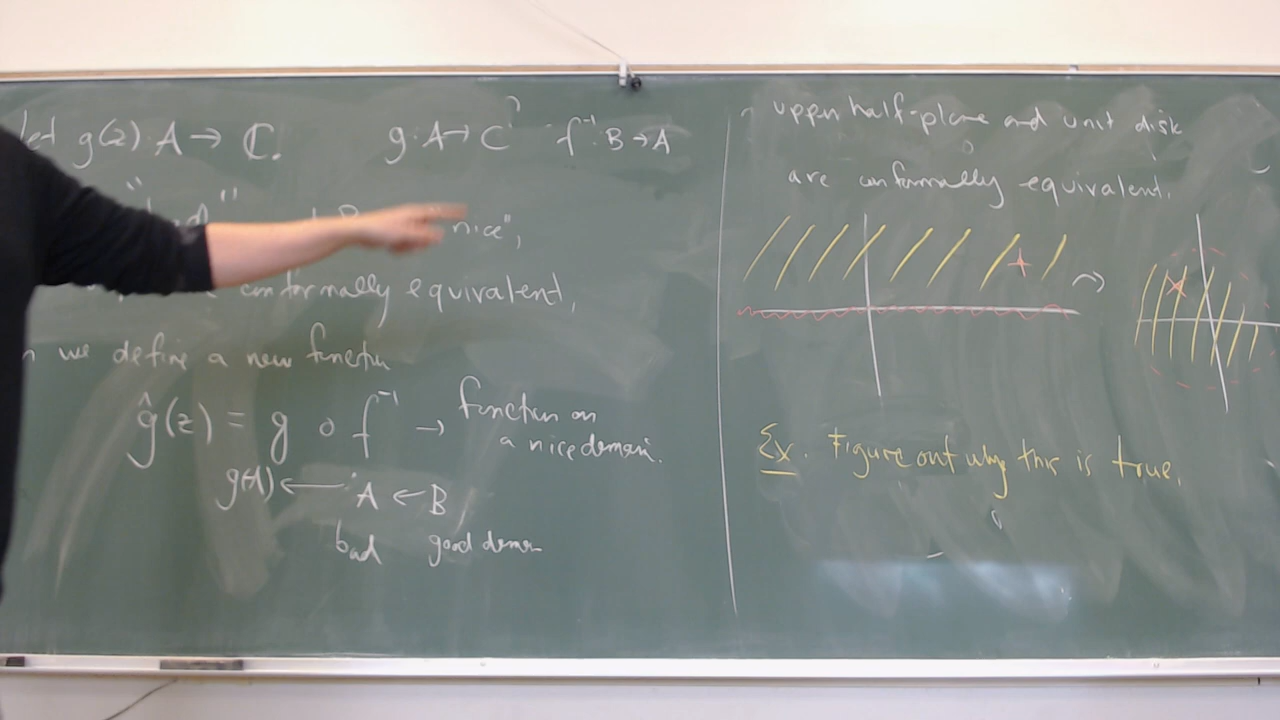 let g(z): A → ℂ. g: A → C f⁻¹: B → A
nice",
conformally equivalent,
we define a new function
ĝ(z) = g ∘ f⁻¹ → function on
a nice domain.
g(A) ← A ← B
bad good domain
upper half-plane and unit disk
are conformally equivalent.
Ex. Figure out why this is true.